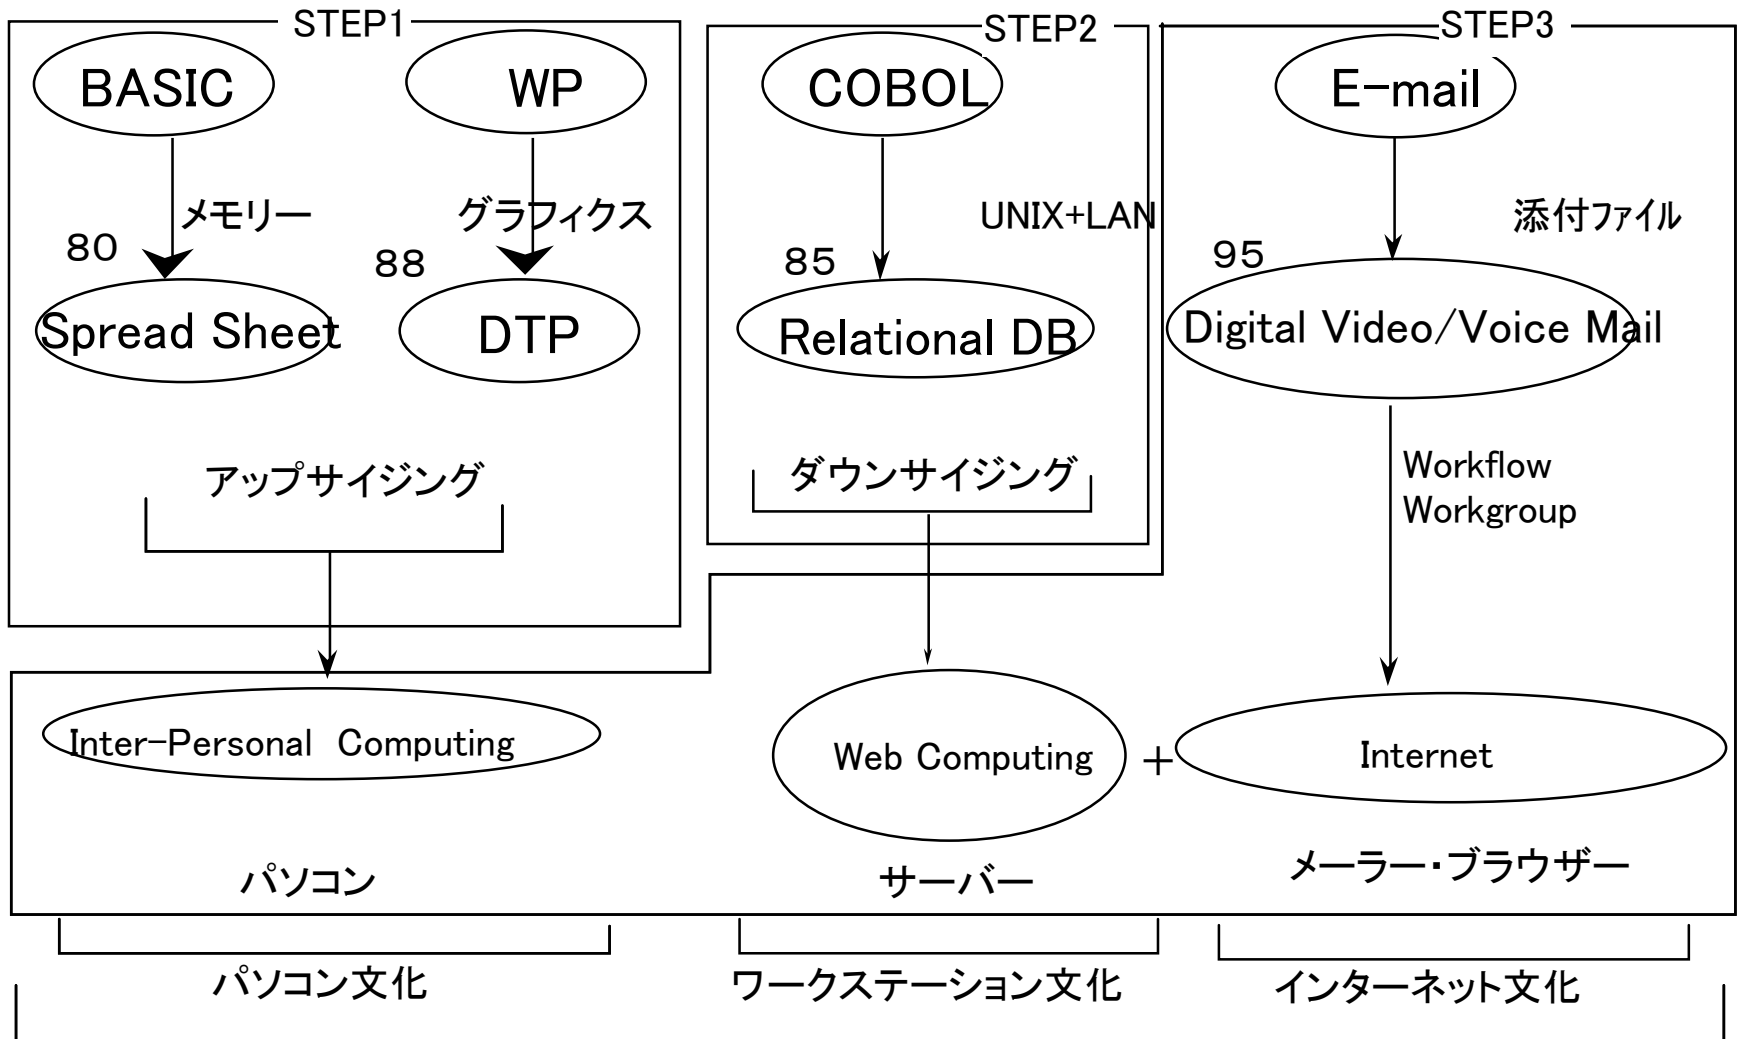 STEP1
STEP2
STEP3
BASIC
WP
COBOL
E-mail
メモリー
グラフィクス
UNIX+LAN
添付ファイル
80
88
85
95
Spread Sheet
DTP
Relational DB
Digital Video/Voice Mail
アップサイジング
ダウンサイジング
Workflow
Workgroup
Inter-Personal Computing
Web Computing
+
Internet
パソコン
サーバー
メーラー・ブラウザー
パソコン文化
ワークステーション文化
インターネット文化